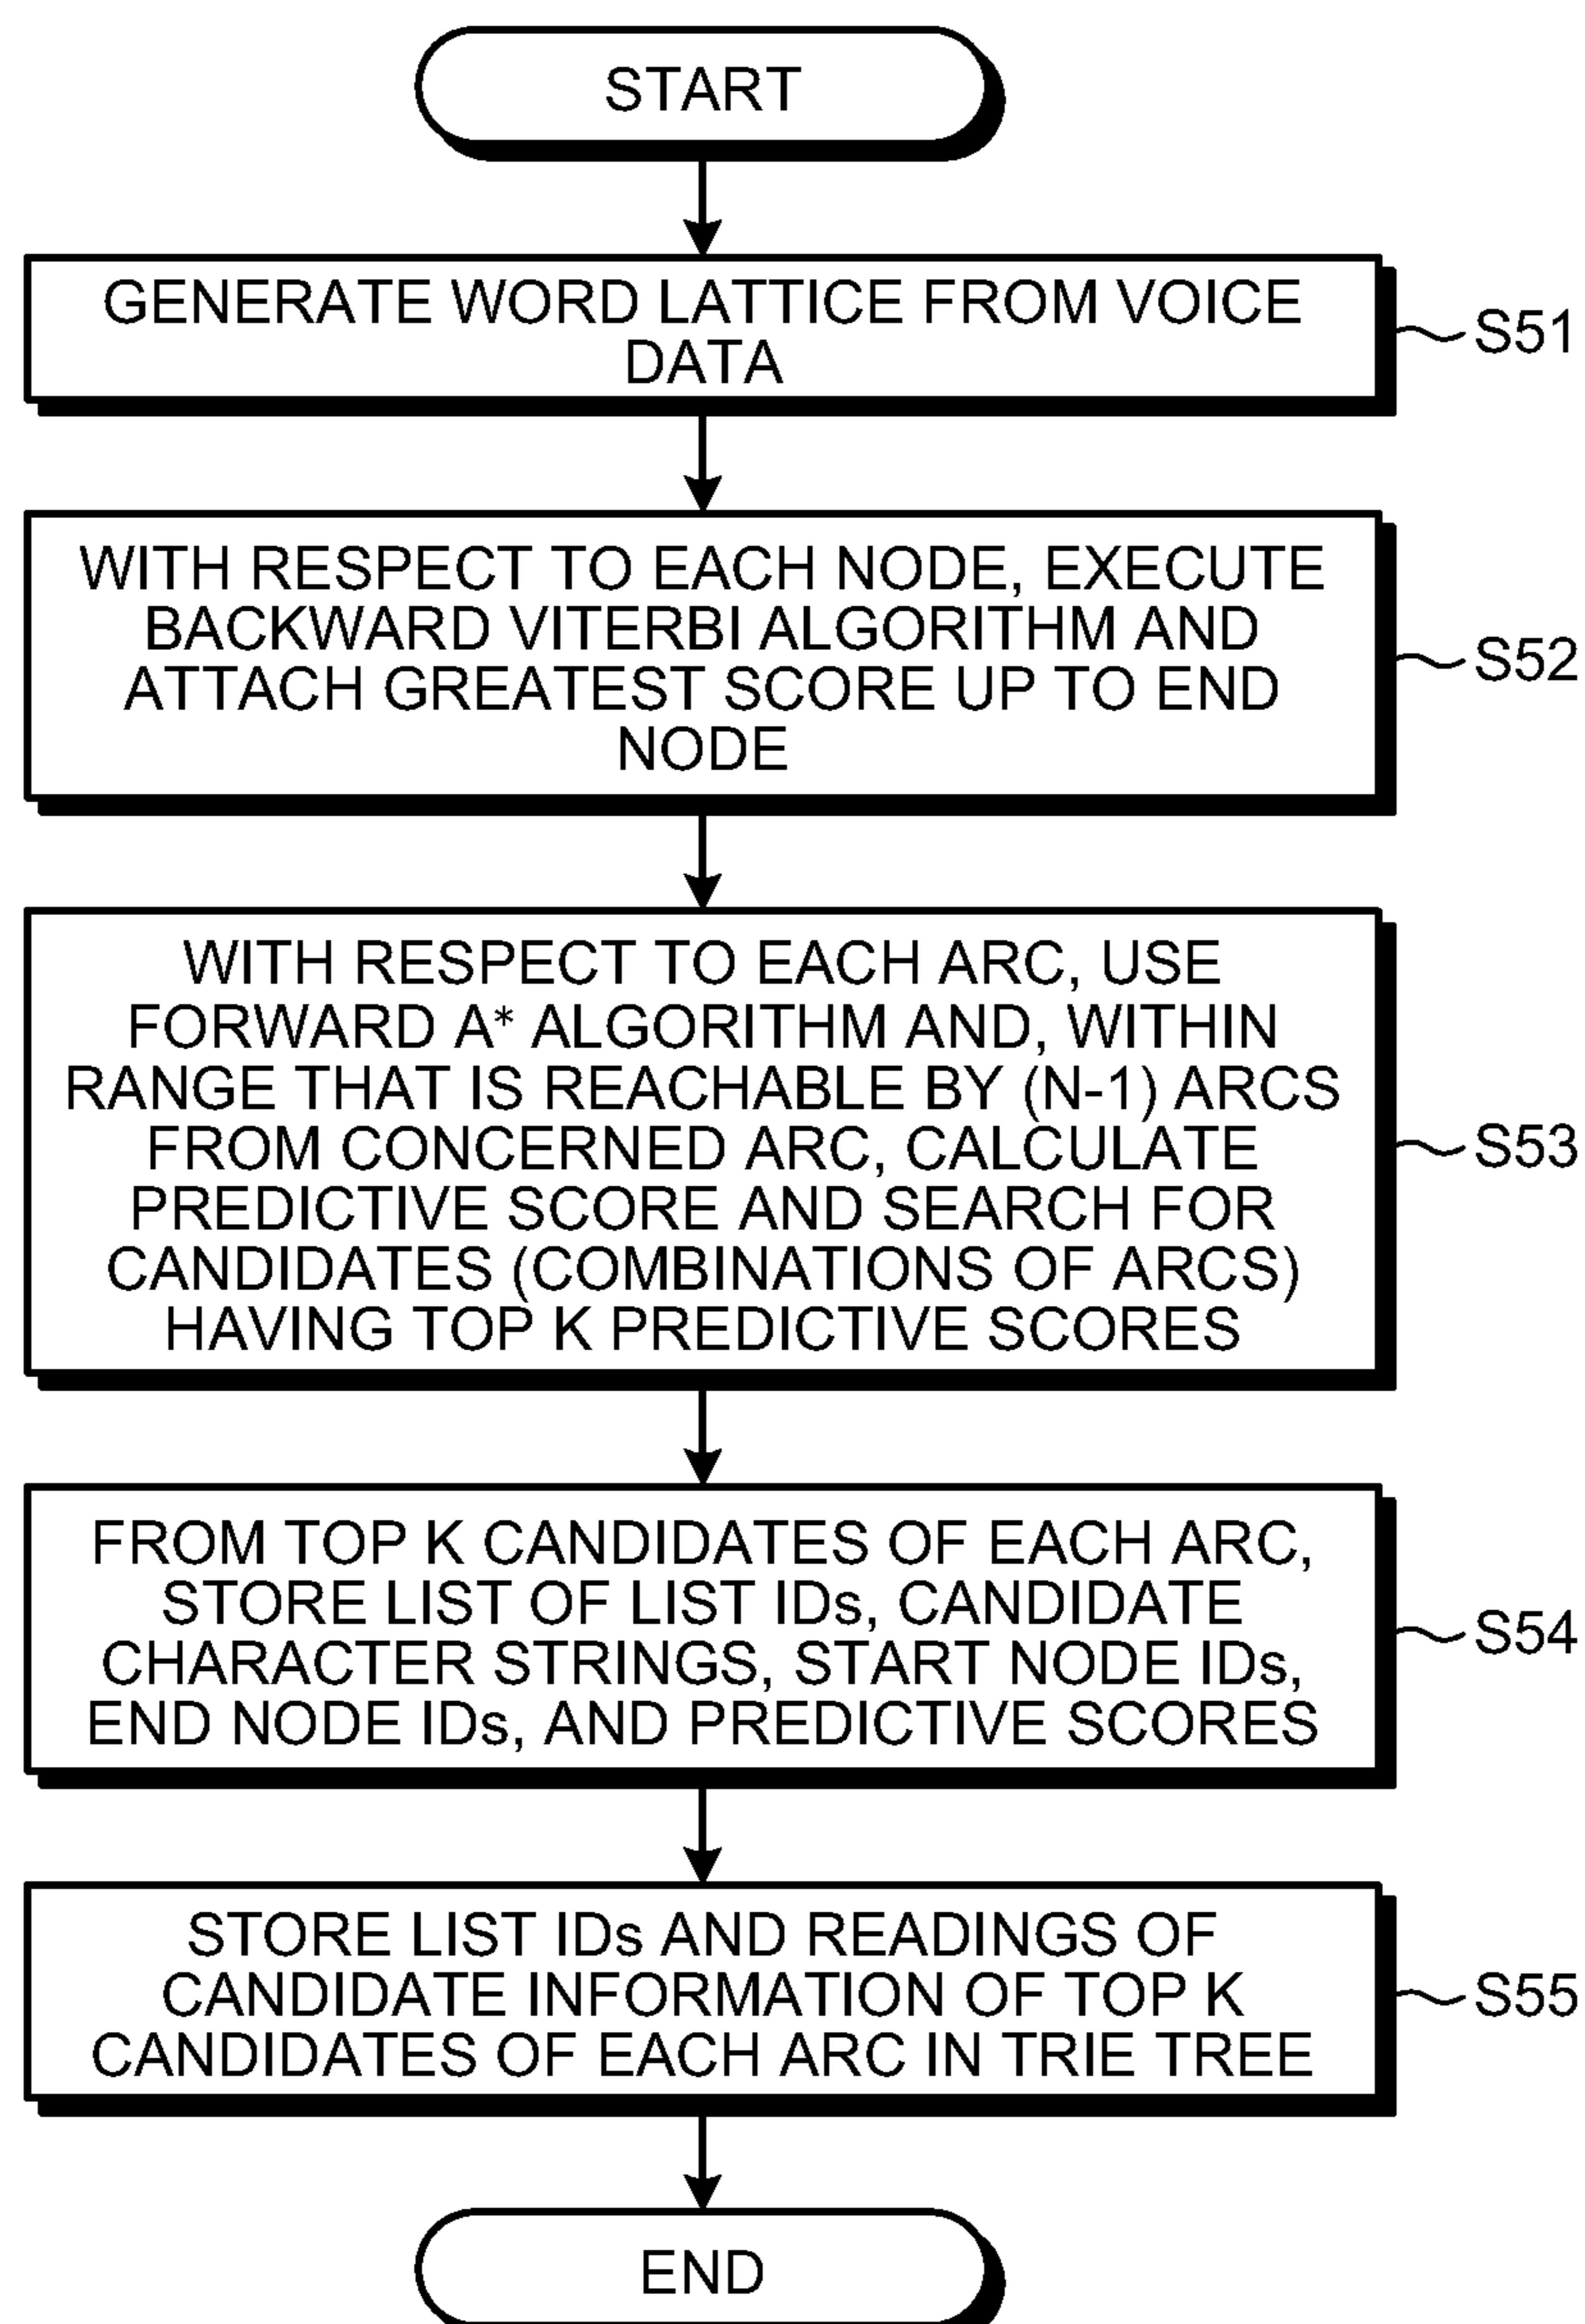 START
GENERATE WORD LATTICE FROM VOICE
DATA
S51
WITH RESPECT TO EACH NODE, EXECUTE
BACKWARD VITERBI ALGORITHM AND
ATTACH GREATEST SCORE UP TO END
NODE
S52
WITH RESPECT TO EACH ARC, USE
FORWARD A* ALGORITHM AND, WITHIN
RANGE THAT IS REACHABLE BY (N-1) ARCS
FROM CONCERNED ARC, CALCULATE
PREDICTIVE SCORE AND SEARCH FOR
CANDIDATES (COMBINATIONS OF ARCS)
HAVING TOP K PREDICTIVE SCORES
S53
FROM TOP K CANDIDATES OF EACH ARC,
STORE LIST OF LIST IDs, CANDIDATE
CHARACTER STRINGS, START NODE IDs,
END NODE IDs, AND PREDICTIVE SCORES
S54
STORE LIST IDs AND READINGS OF
CANDIDATE INFORMATION OF TOP K
CANDIDATES OF EACH ARC IN TRIE TREE
S55
END